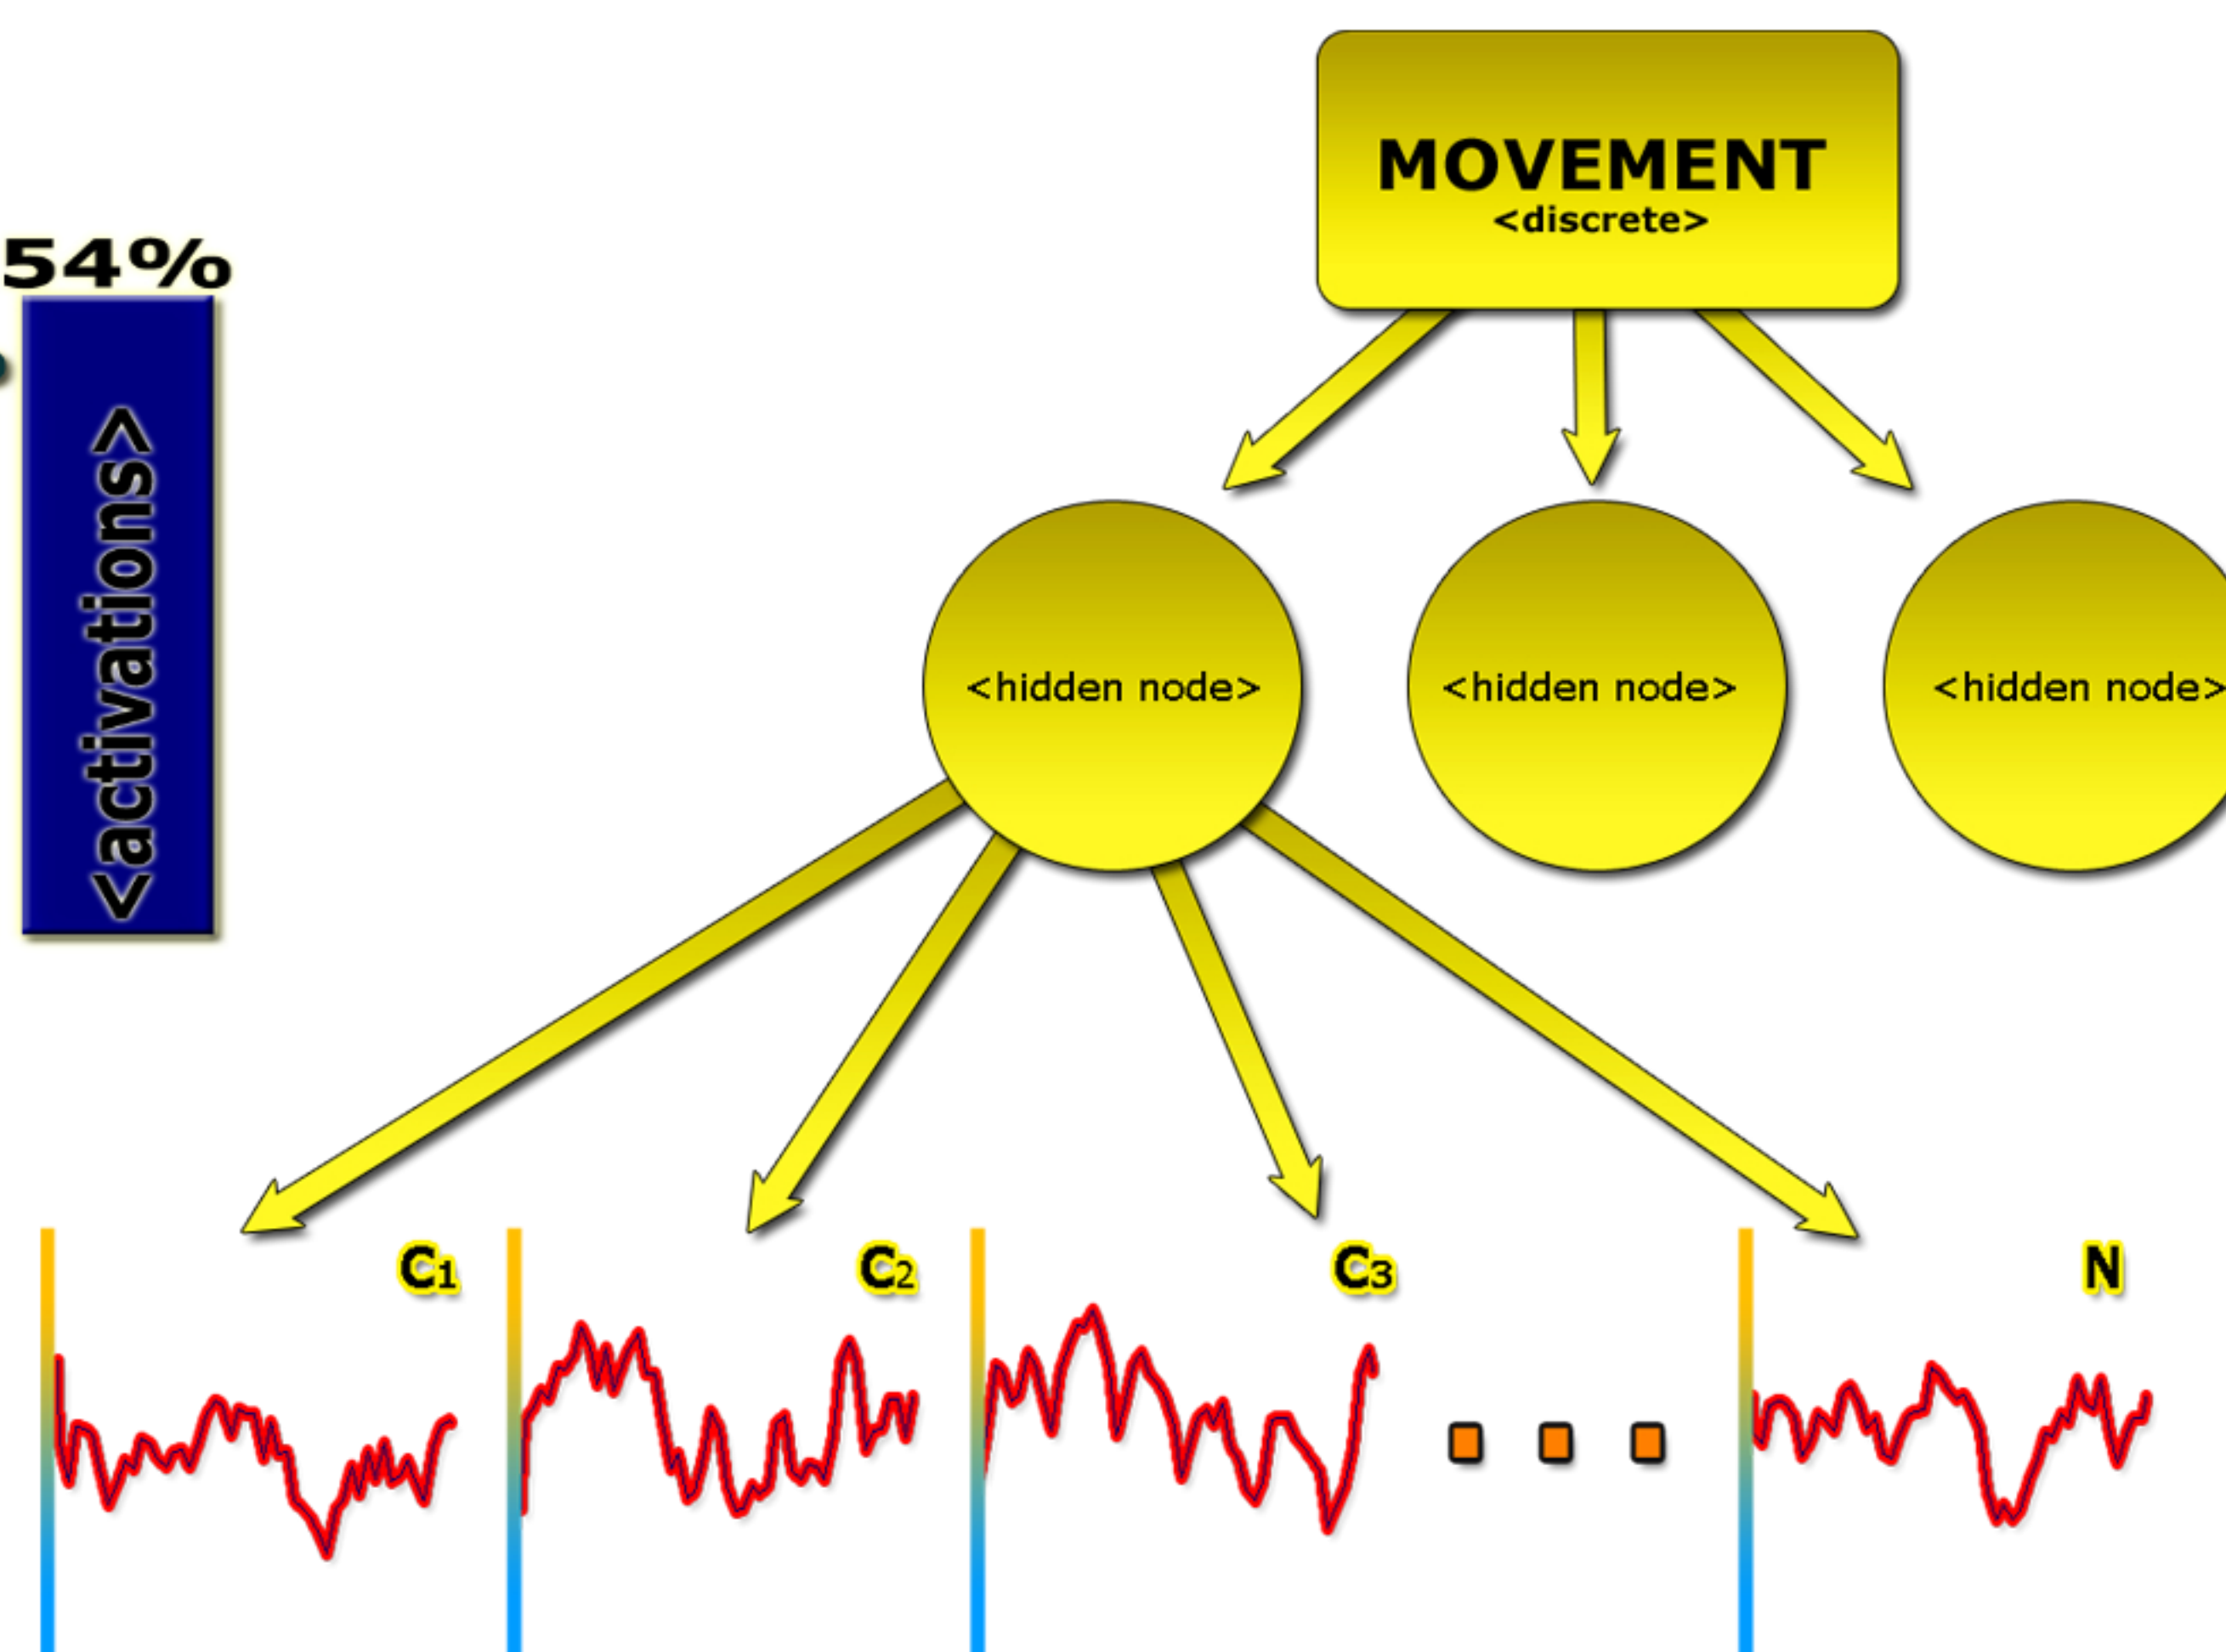 MOVEMENT
<discrete>
54%
<activations>
<hidden node>
<hidden node>
<hidden node>
C1
C2
C3
N